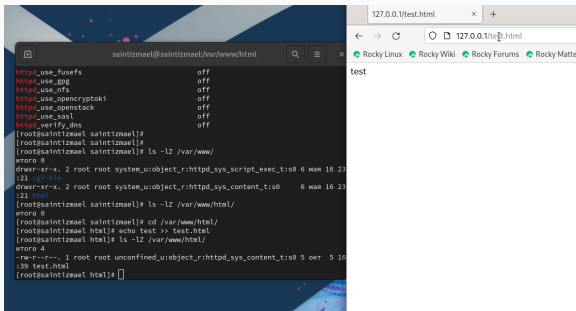 saintizmael@saintizmael:/var/www/html
httpd_use_fusefs off
httpd_use_gpg off
httpd_use_nfs off
httpd_use_opencryptoki off
httpd_use_openstack off
httpd_use_sasl off
httpd_verify_dns off
[root@saintizmael saintizmael]#
[root@saintizmael saintizmael]#
[root@saintizmael saintizmael]# ls -lZ /var/www/
итого 0
drwxr-xr-x. 2 root root system_u:object_r:httpd_sys_script_exec_t:s0 6 мая 16 23
:21 cgi-bin
drwxr-xr-x. 2 root root system_u:object_r:httpd_sys_content_t:s0 6 мая 16 23
:21 html
[root@saintizmael saintizmael]# ls -lZ /var/www/html/
итого 0
[root@saintizmael saintizmael]# cd /var/www/html/
[root@saintizmael html]# echo test >> test.html
[root@saintizmael html]# ls -lZ /var/www/html/
итого 4
-rw-r--r--. 1 root root unconfined_u:object_r:httpd_sys_content_t:s0 5 окт 5 16
:39 test.html
[root@saintizmael html]#
127.0.0.1/test.html
127.0.0.1/test.html
Rocky Linux Rocky Wiki Rocky Forums Rocky Matte
test